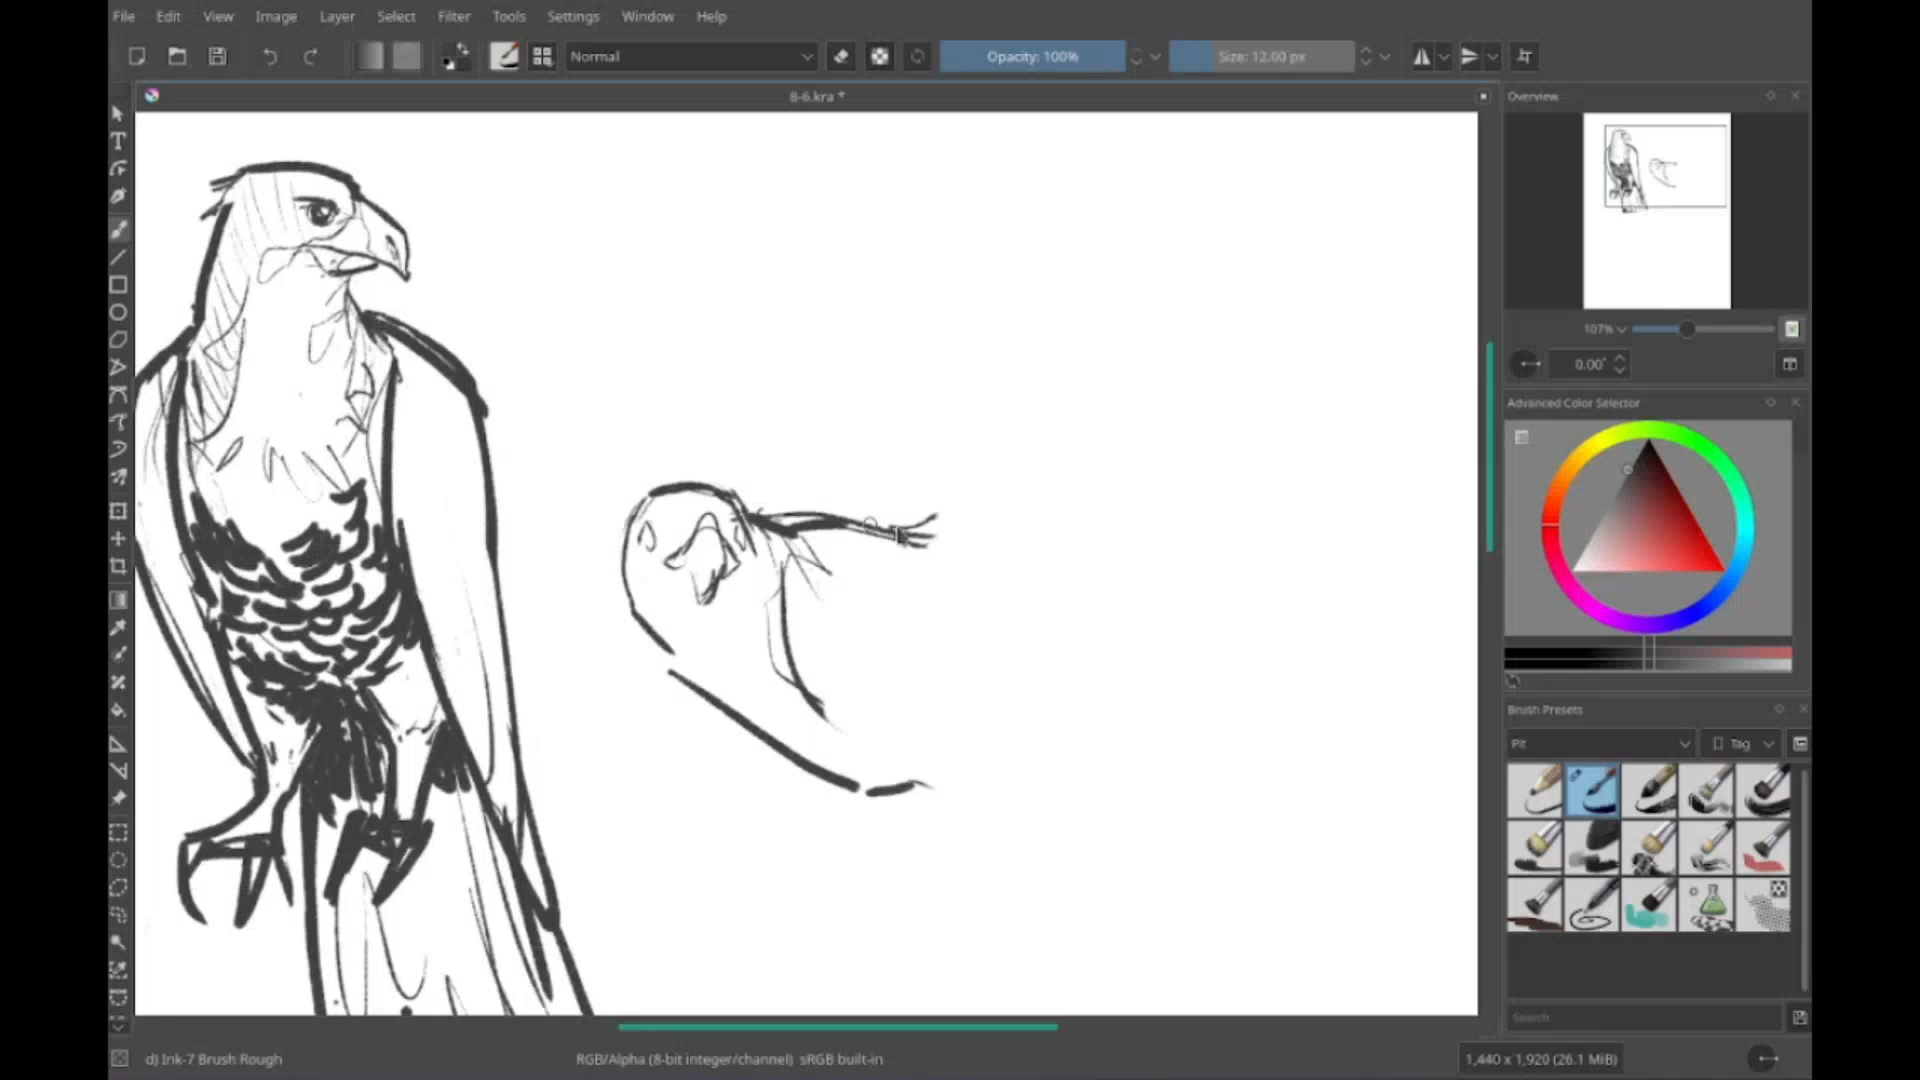 File Edit View Image Layer Select Filter Tools Settings Window Help
Normal
Opacity: 100%
Size: 12.00 px
8-6.kra *
Overview
107%
0.00°
Advanced Color Selector
Brush Presets
Pit
Tag
Search
d) Ink-7 Brush Rough
RGB/Alpha (8-bit integer/channel) sRGB built-in
1,440 x 1,920 (26.1 MiB)